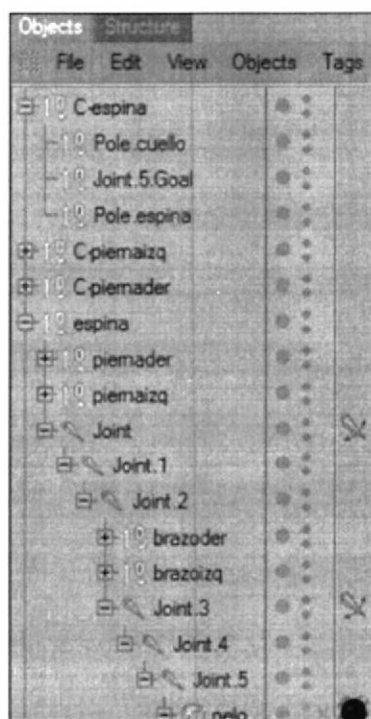 Objects Structure
File Edit View Objects Tags
C-espina
Pole.cuello
Joint.5.Goal
Pole.espina
C-piernaizq
C-piernader
espina
piernader
piernaizq
Joint
Joint.1
Joint.2
brazoder
brazoizq
Joint.3
Joint.4
Joint.5
pelo